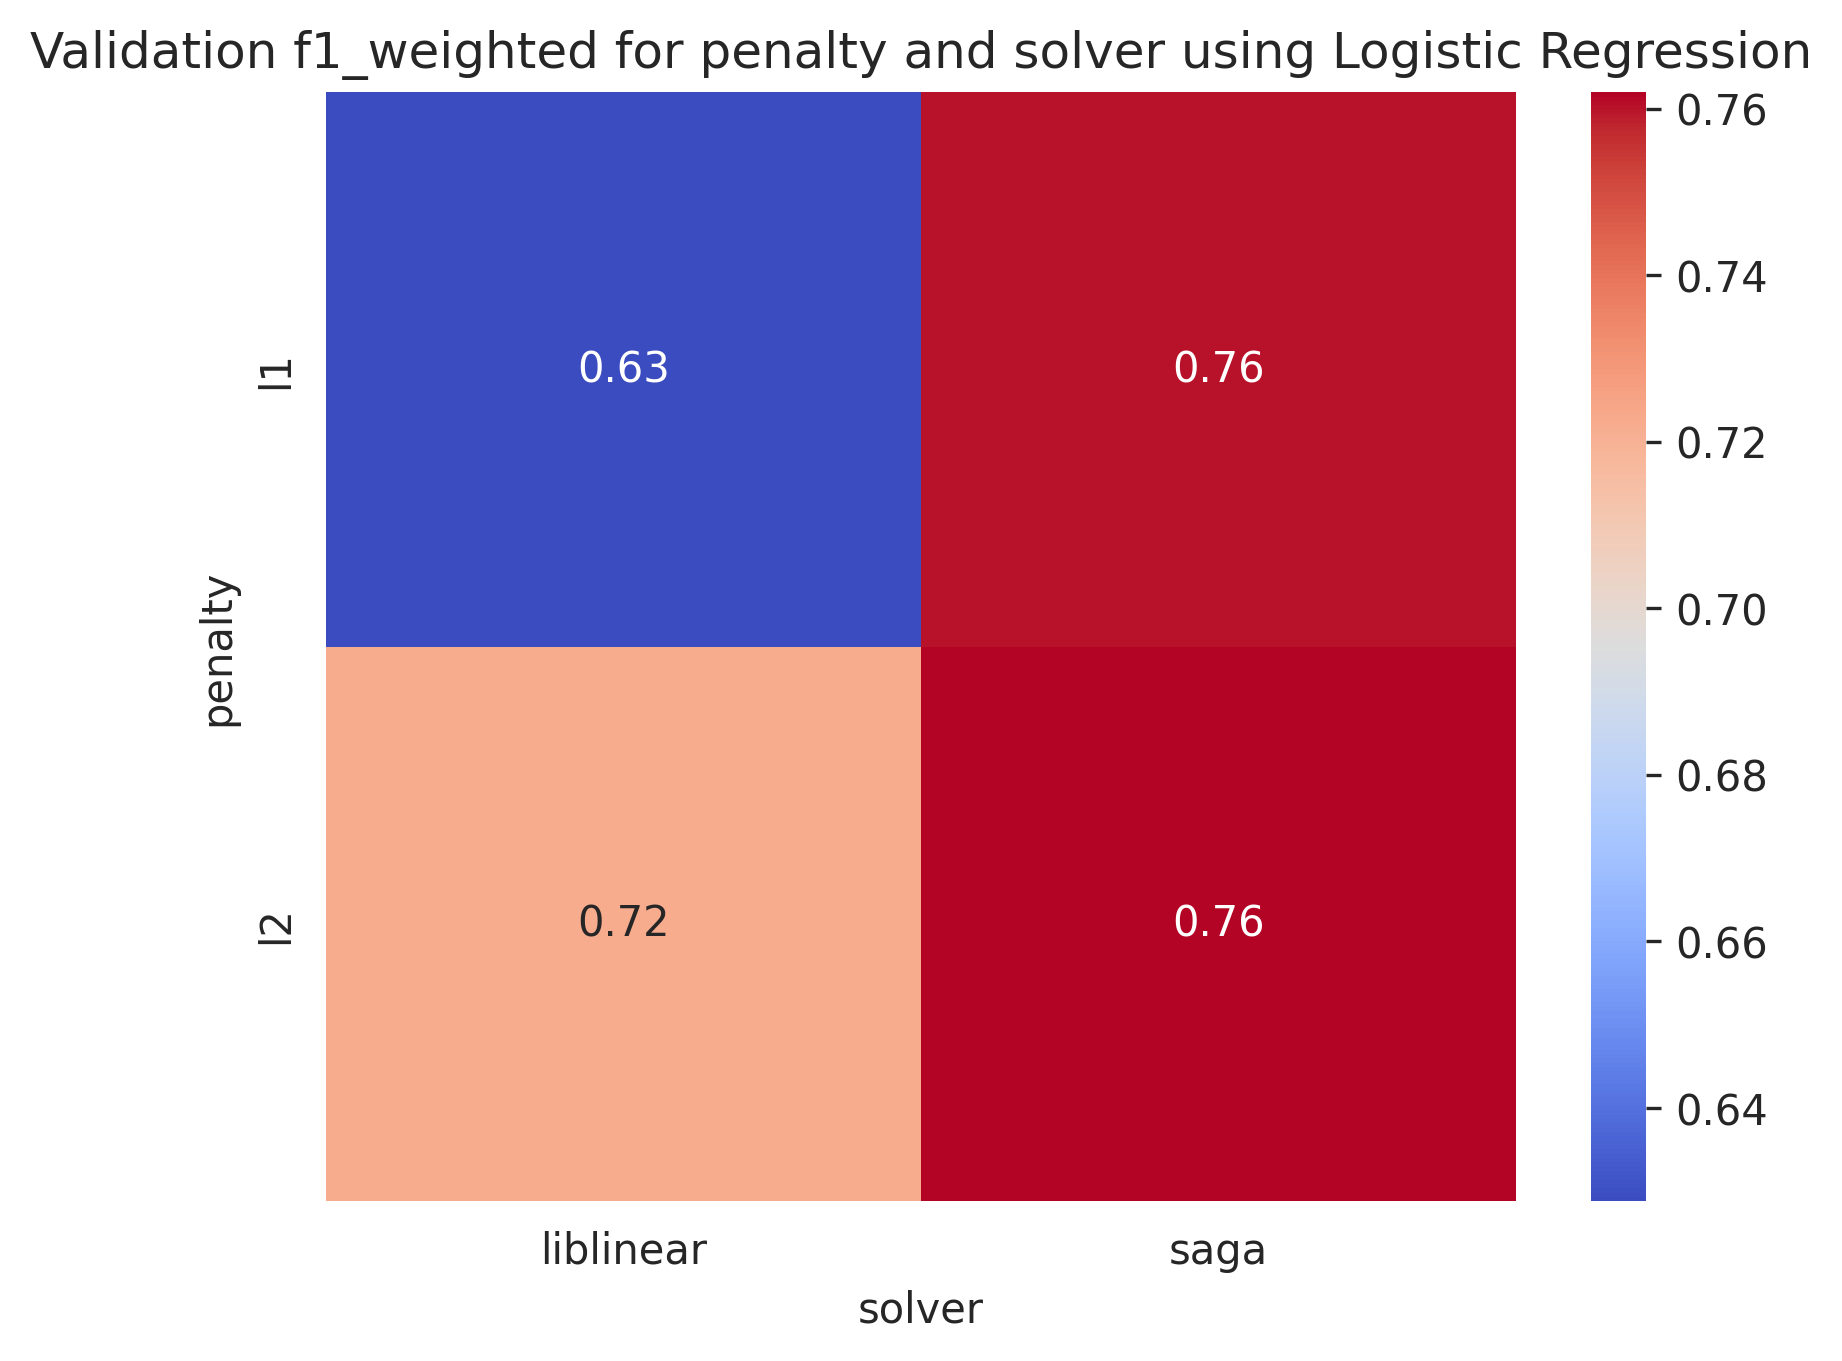 Validation f1_weighted for penalty and solver using Logistic Regression
penalty
l1
l2
0.63
0.76
0.72
0.76
liblinear
saga
solver
0.76
0.74
0.72
0.70
0.68
0.66
0.64